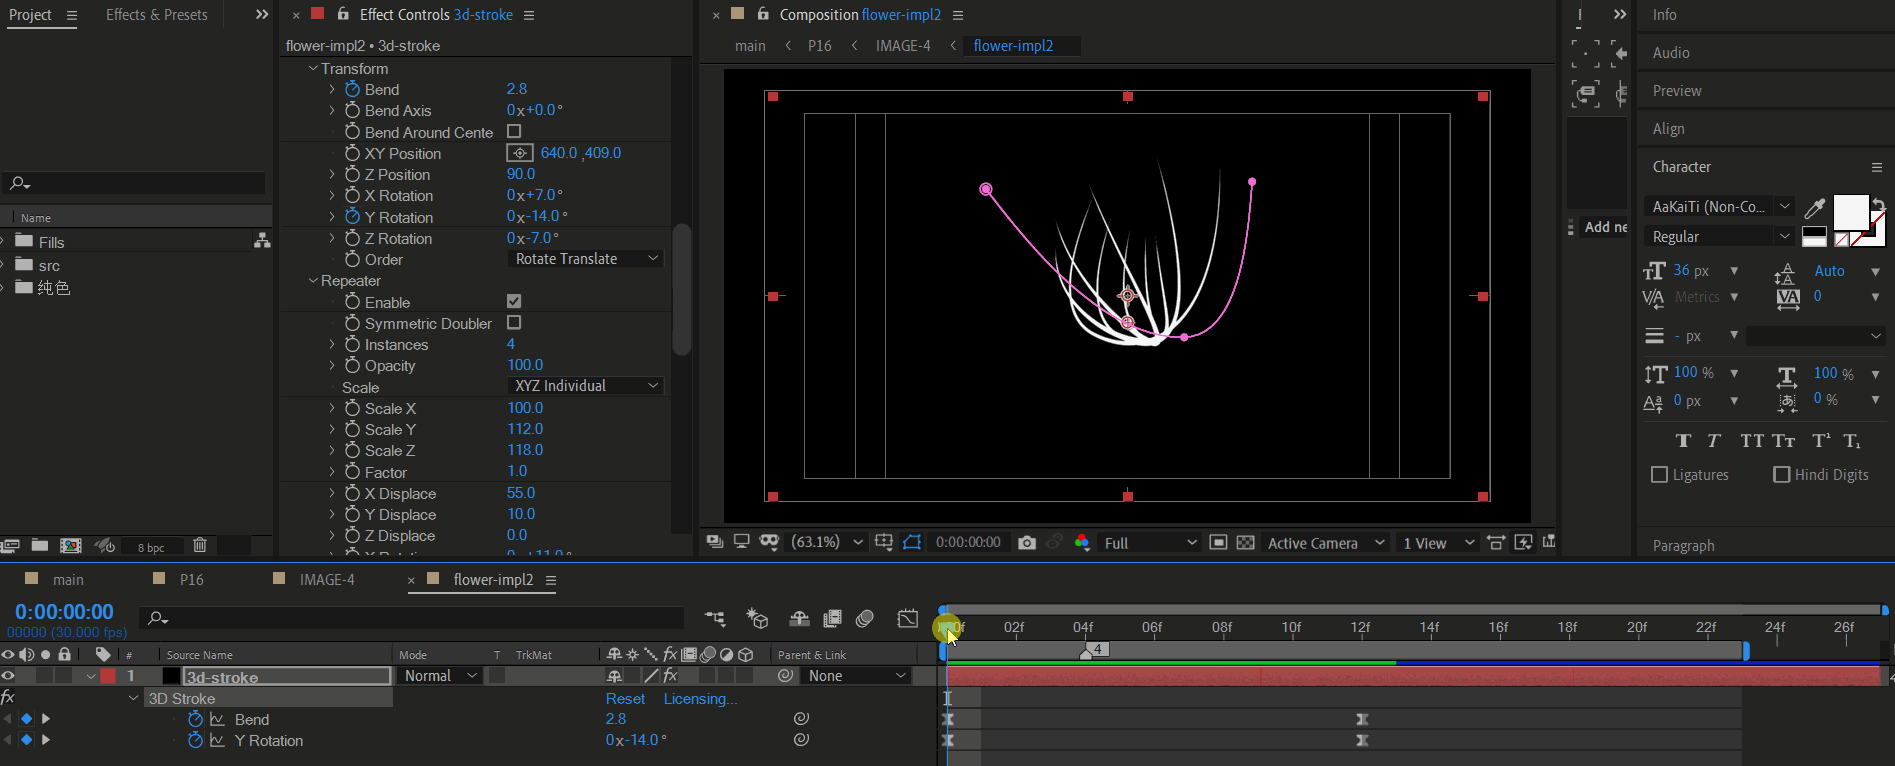 Project
Effects & Presets
Name
Fills
src
纯色
8 bpc
Effect Controls 3d-stroke
flower-impl2 • 3d-stroke
Transform
Bend 2.8
Bend Axis 0x+0.0°
Bend Around Cente
XY Position 640.0 ,409.0
Z Position 90.0
X Rotation 0x+7.0°
Y Rotation 0x-14.0°
Z Rotation 0x-7.0°
Order Rotate Translate
Repeater
Enable
Symmetric Doubler
Instances 4
Opacity 100.0
Scale XYZ Individual
Scale X 100.0
Scale Y 112.0
Scale Z 118.0
Factor 1.0
X Displace 55.0
Y Displace 10.0
Z Displace 0.0
Composition flower-impl2
main P16 IMAGE-4 flower-impl2
(63.1%) 0:00:00:00 Full Active Camera 1 View
Add ne
Info
Audio
Preview
Align
Character
AaKaiTi (Non-Co...
Regular
36 px Auto
Metrics 0
- px
100 % 100 %
0 px 0 %
T T TT Tт T¹ T₁
Ligatures Hindi Digits
Paragraph
main P16 IMAGE-4 flower-impl2
0:00:00:00
00000 (30.000 fps)
0f 02f 04f 06f 08f 10f 12f 14f 16f 18f 20f 22f 24f 26f
4
# Source Name Mode T TrkMat fx Parent & Link
1 3d-stroke Normal fx None
fx 3D Stroke Reset Licensing...
Bend 2.8
Y Rotation 0x-14.0°